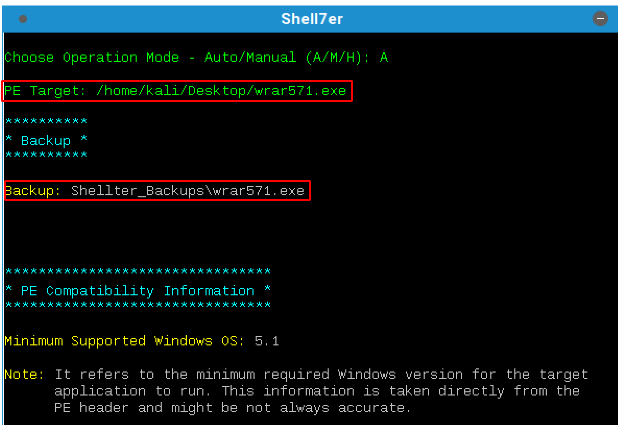 Shell7er
Choose Operation Mode - Auto/Manual (A/M/H): A
PE Target: /home/kali/Desktop/wrar571.exe
**********
* Backup *
**********
Backup: Shellter_Backups\wrar571.exe
********************************
* PE Compatibility Information *
********************************
Minimum Supported Windows OS: 5.1
Note: It refers to the minimum required Windows version for the target
application to run. This information is taken directly from the
PE header and might be not always accurate.